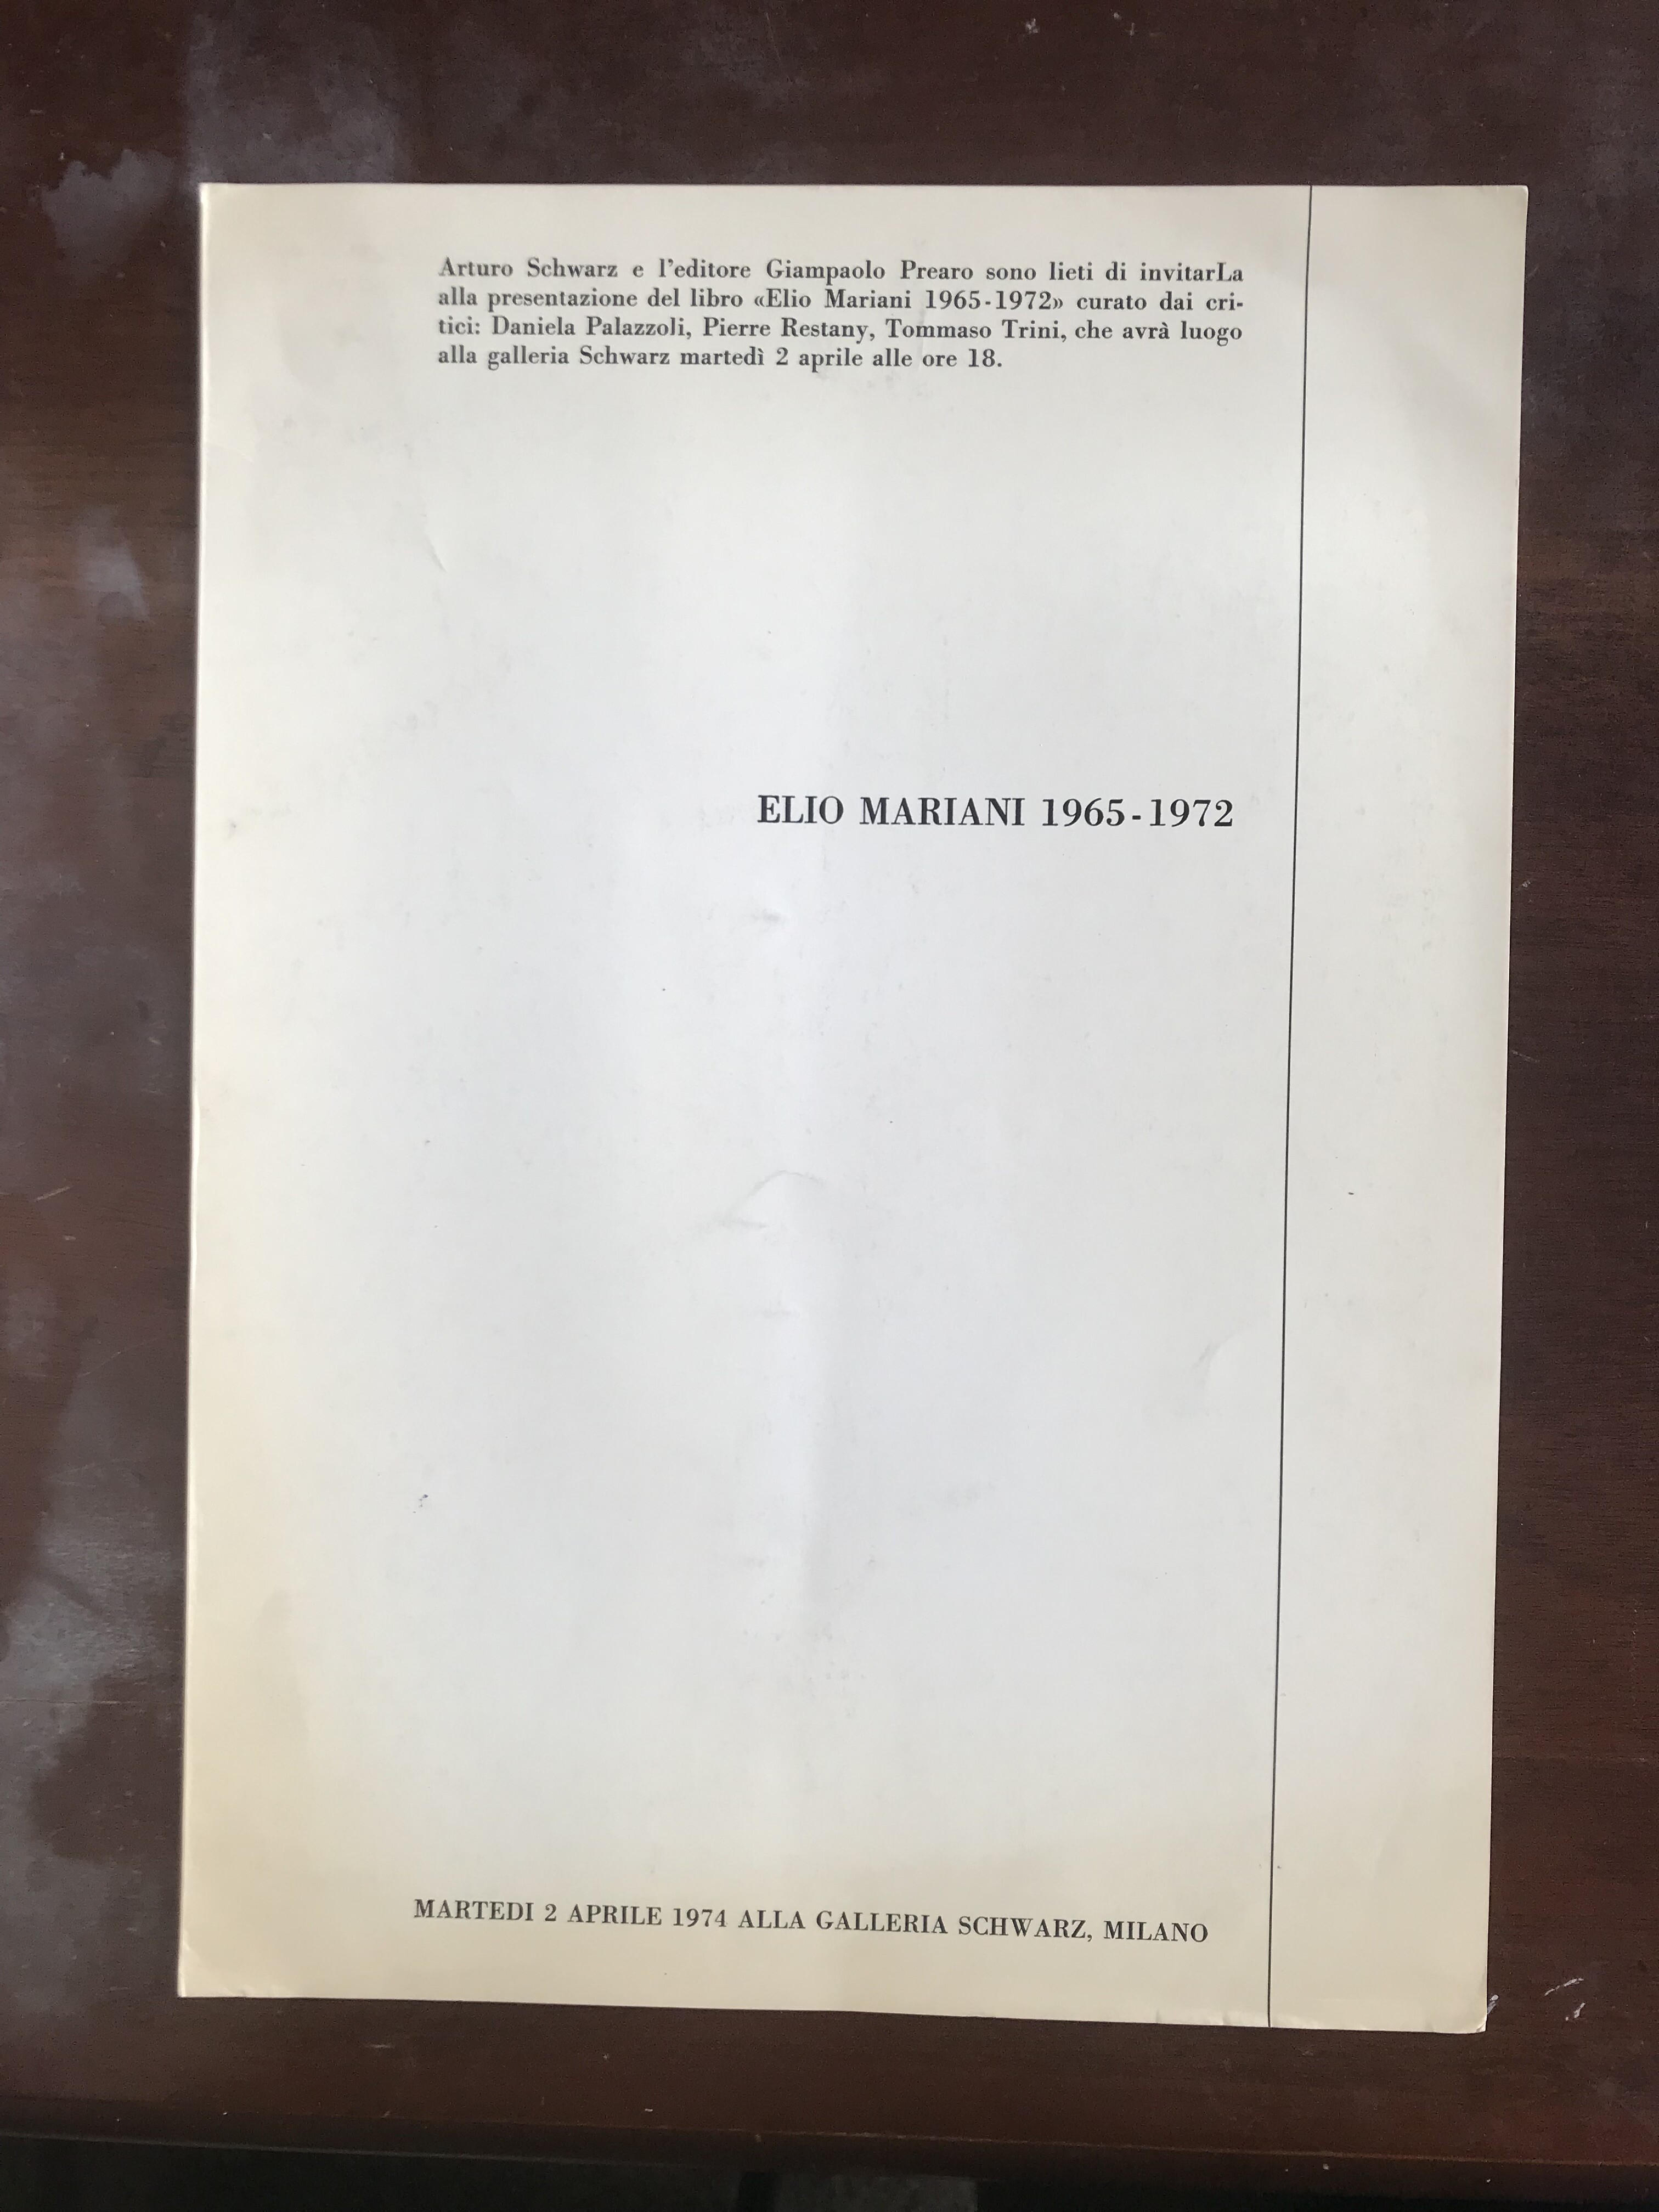 Arturo Schwarz e l'editore Giampaolo Prearo sono lieti di invitarLa
alla presentazione del libro «Elio Mariani 1965-1972» curato dai cri-
tici: Daniela Palazzoli, Pierre Restany, Tommaso Trini, che avrà luogo
alla galleria Schwarz martedì 2 aprile alle ore 18.
ELIO MARIANI 1965-1972
MARTEDI 2 APRILE 1974 ALLA GALLERIA SCHWARZ, MILANO